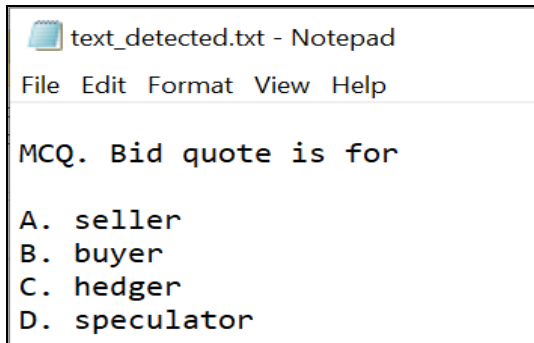 text_detected.txt - Notepad
File Edit Format View Help
MCQ. Bid quote is for
A. seller
B. buyer
C. hedger
D. speculator